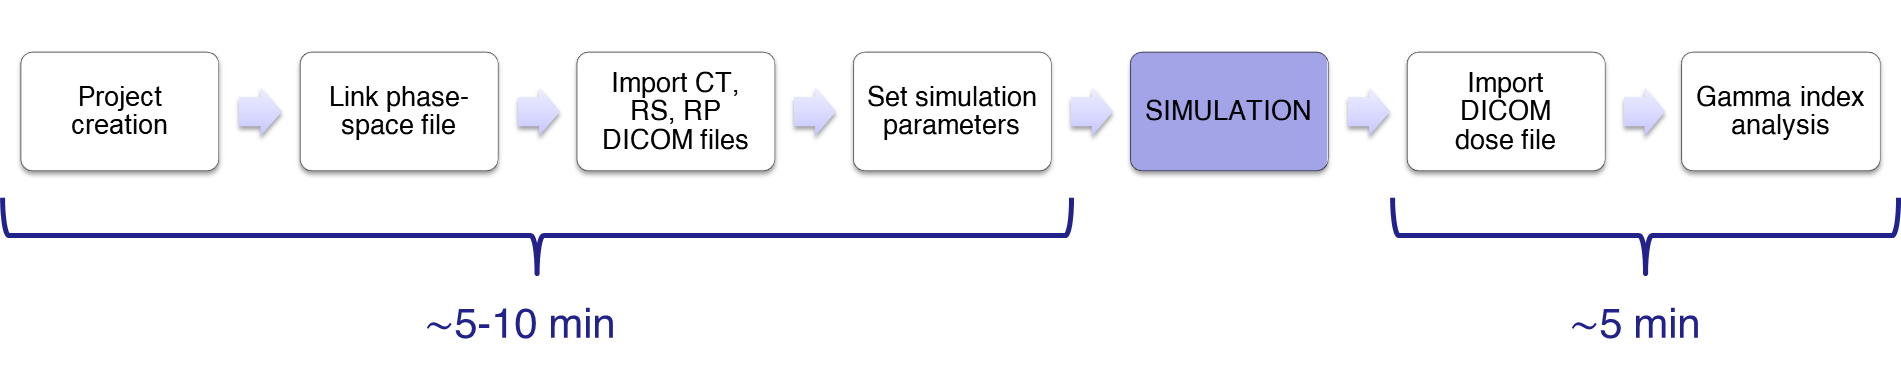 Project
creation
Link phase-
space file
Import CT,
RS, RP
DICOM files
Set simulation
parameters
SIMULATION
Import
DICOM
dose file
Gamma index
analysis
~5-10 min
~5 min